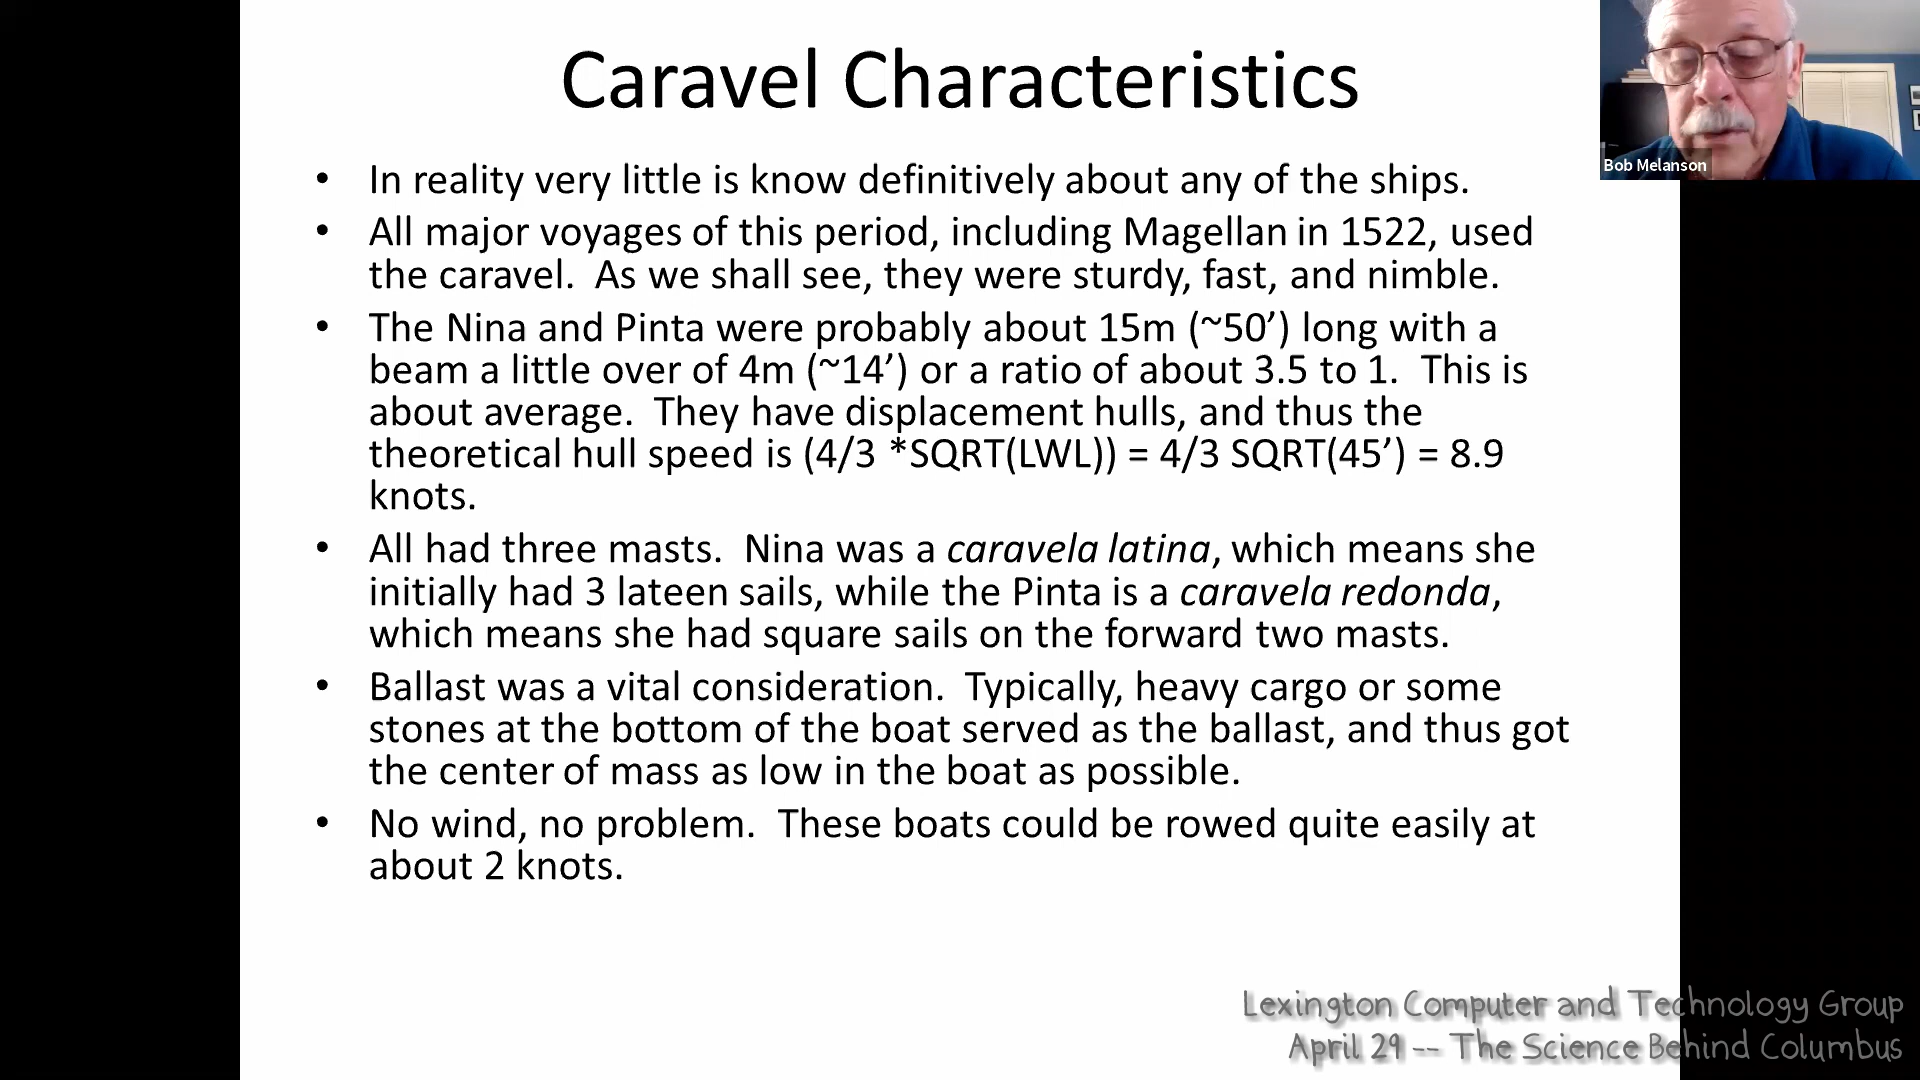 Caravel Characteristics
Bob Melanson
• In reality very little is know definitively about any of the ships.
• All major voyages of this period, including Magellan in 1522, used
the caravel.  As we shall see, they were sturdy, fast, and nimble.
• The Nina and Pinta were probably about 15m (~50’) long with a
beam a little over of 4m (~14’) or a ratio of about 3.5 to 1.  This is
about average.  They have displacement hulls, and thus the
theoretical hull speed is (4/3 *SQRT(LWL)) = 4/3 SQRT(45’) = 8.9
knots.
• All had three masts.  Nina was a caravela latina, which means she
initially had 3 lateen sails, while the Pinta is a caravela redonda,
which means she had square sails on the forward two masts.
• Ballast was a vital consideration.  Typically, heavy cargo or some
stones at the bottom of the boat served as the ballast, and thus got
the center of mass as low in the boat as possible.
• No wind, no problem.  These boats could be rowed quite easily at
about 2 knots.
Lexington Computer and Technology Group
April 29 -- The Science Behind Columbus